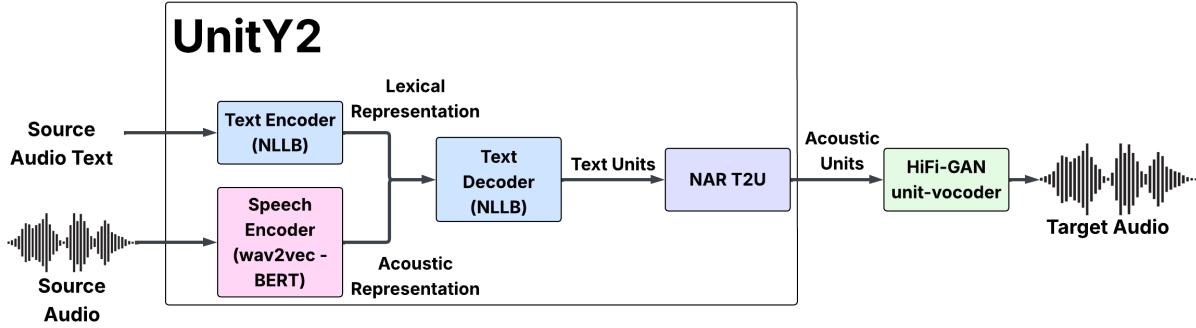 UnitY2
Lexical
Representation
Source
Audio Text
Text Encoder
(NLLB)
Speech
Encoder
(wav2vec -
BERT)
Source
Audio
Acoustic
Representation
Text
Decoder
(NLLB)
Text Units
NAR T2U
Acoustic
Units
HiFi-GAN
unit-vocoder
Target Audio